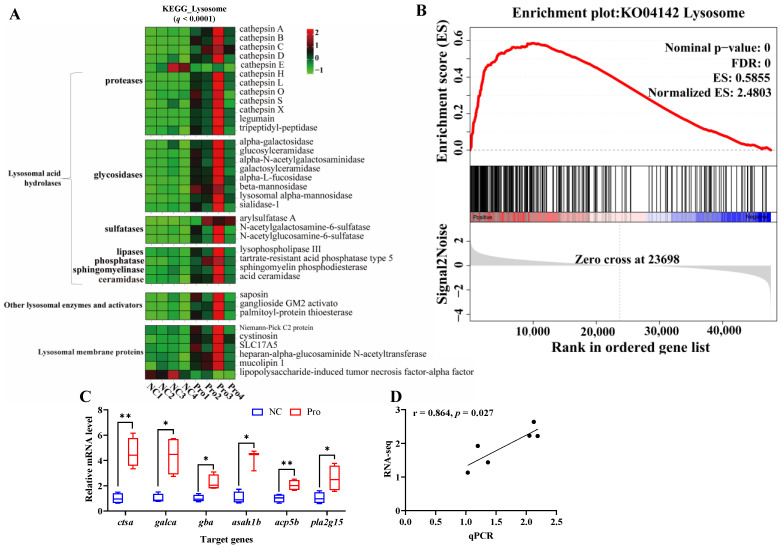 A
KEGG_Lysosome
(q < 0.0001)
2
1
0
−1
Lysosomal acid
hydrolases
proteases
cathepsin A
cathepsin B
cathepsin C
cathepsin D
cathepsin E
cathepsin H
cathepsin L
cathepsin O
cathepsin S
cathepsin X
legumain
tripeptidyl-peptidase
glycosidases
alpha-galactosidase
glucosylceramidase
alpha-N-acetylgalactosaminidase
galactosylceramidase
alpha-L-fucosidase
beta-mannosidase
lysosomal alpha-mannosidase
sialidase-1
sulfatases
arylsulfatase A
N-acetylgalactosamine-6-sulfatase
N-acetylglucosamine-6-sulfatase
lipases
phosphatase
sphingomyelinase
ceramidase
lysophospholipase III
tartrate-resistant acid phosphatase type 5
sphingomyelin phosphodiesterase
acid ceramidase
Other lysosomal enzymes and activators
saposin
ganglioside GM2 activato
palmitoyl-protein thioesterase
Lysosomal membrane proteins
Niemann-Pick C2 protein
cystinosin
SLC17A5
heparan-alpha-glucosaminide N-acetyltransferase
mucolipin 1
lipopolysaccharide-induced tumor necrosis factor-alpha factor
NC1
NC2
NC3
NC4
Pro1
Pro2
Pro3
Pro4
B
Enrichment plot:KO04142 Lysosome
Enrichment score (ES)
0.6
0.4
0.2
0.0
Nominal p-value: 0
FDR: 0
ES: 0.5855
Normalized ES: 2.4803
Positive
Negative
Signal2Noise
2
0
−2
−4
Zero cross at 23698
10,000
20,000
30,000
40,000
Rank in ordered gene list
C
NC
Pro
Relative mRNA level
8
6
4
2
0
**
*
*
*
**
*
ctsa
galca
gba
asah1b
acp5b
pla2g15
Target genes
D
r = 0.864, p = 0.027
RNA-seq
4
3
2
1
0
0.0
0.5
1.0
1.5
2.0
2.5
qPCR